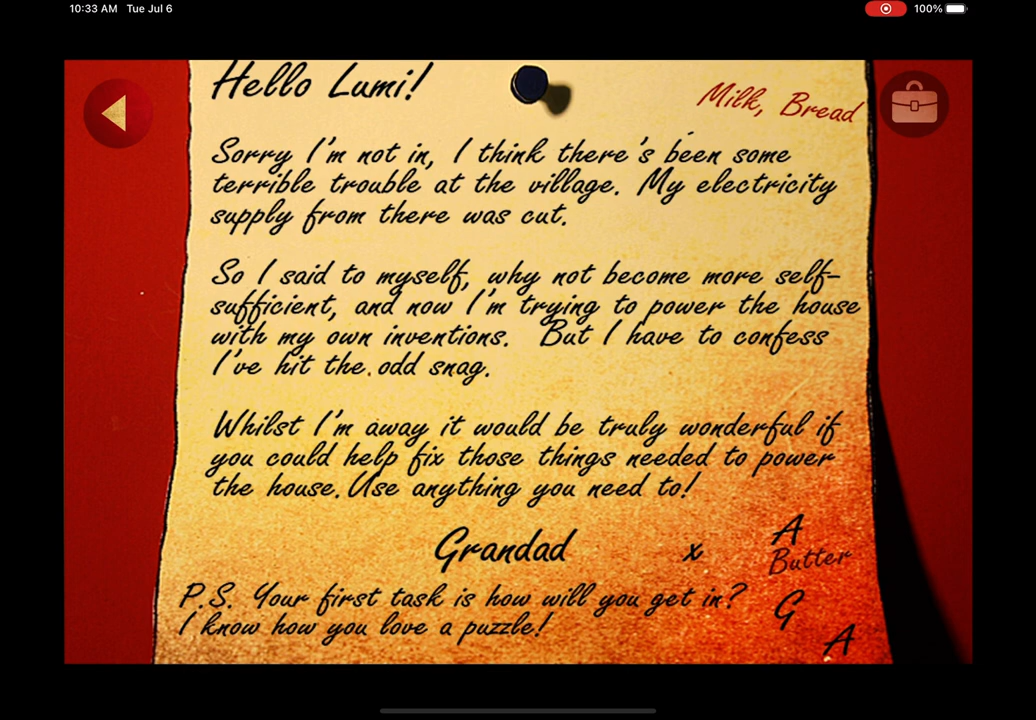 10:33 AM Tue Jul 6
100%
Hello Lumi!
Milk, Bread
Sorry I'm not in, I think there's been some
terrible trouble at the village. My electricity
supply from there was cut.
So I said to myself, why not become more self-
sufficient, and now I'm trying to power the house
with my own inventions. But I have to confess
I've hit the odd snag.
Whilst I'm away it would be truly wonderful if
you could help fix those things needed to power
the house. Use anything you need to!
Grandad x
A
Butter
P.S. Your first task is how will you get in?
G
I know how you love a puzzle!
A